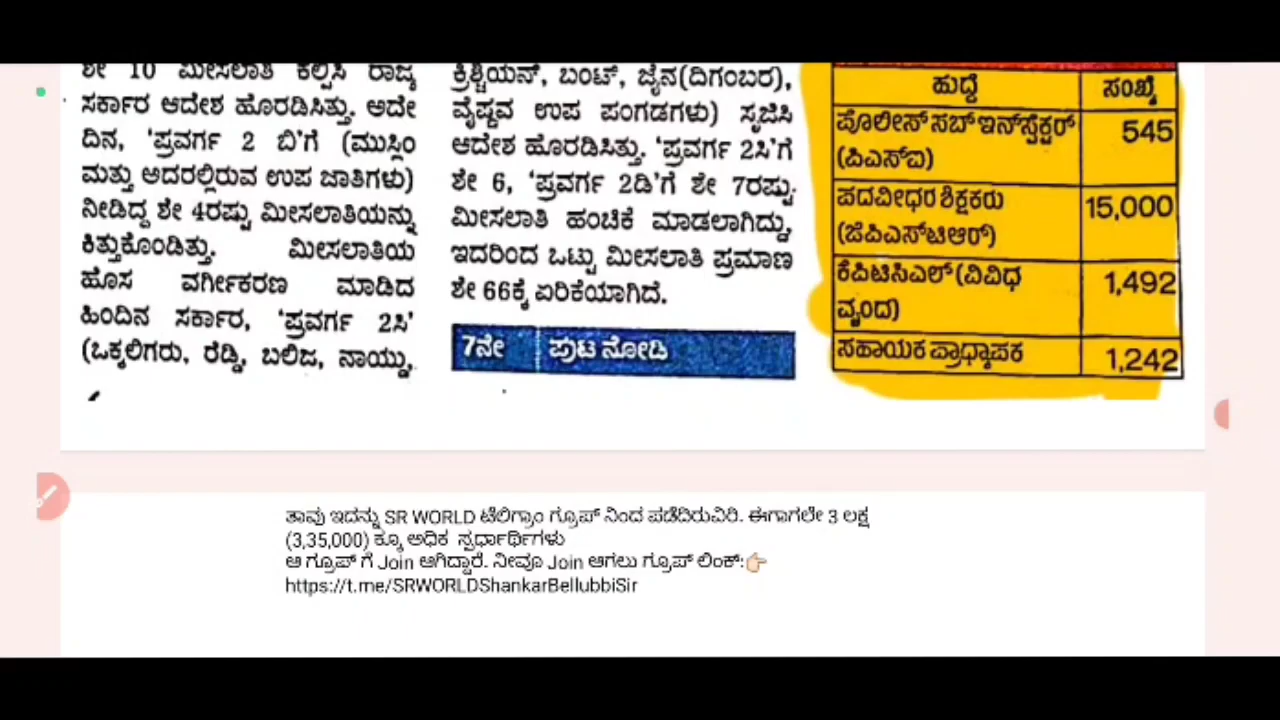 ಶೇ 10 ಮೀಸಲಾತಿ ಕಲ್ಪಿಸಿ ರಾಜ್ಯ
ಸರ್ಕಾರ ಆದೇಶ ಹೊರಡಿಸಿತ್ತು. ಅದೇ
ದಿನ, ‘ಪ್ರವರ್ಗ 2 ಬಿ’ಗೆ (ಮುಸ್ಲಿಂ
ಮತ್ತು ಅದರಲ್ಲಿರುವ ಉಪ ಜಾತಿಗಳು)
ನೀಡಿದ್ದ ಶೇ 4ರಷ್ಟು ಮೀಸಲಾತಿಯನ್ನು
ಕಿತ್ತುಕೊಂಡಿತ್ತು. ಮೀಸಲಾತಿಯ
ಹೊಸ ವರ್ಗೀಕರಣ ಮಾಡಿದ
ಹಿಂದಿನ ಸರ್ಕಾರ, ‘ಪ್ರವರ್ಗ 2ಸಿ’
(ಒಕ್ಕಲಿಗರು, ರೆಡ್ಡಿ, ಬಲಿಜ, ನಾಯ್ಡು,
ಕ್ರಿಶ್ಚಿಯನ್, ಬಂಟ್, ಜೈನ(ದಿಗಂಬರ),
ವೈಷ್ಣವ ಉಪ ಪಂಗಡಗಳು) ಸೃಜಿಸಿ
ಆದೇಶ ಹೊರಡಿಸಿತ್ತು. ‘ಪ್ರವರ್ಗ 2ಸಿ’ಗೆ
ಶೇ 6, ‘ಪ್ರವರ್ಗ 2ಡಿ’ಗೆ ಶೇ 7ರಷ್ಟು
ಮೀಸಲಾತಿ ಹಂಚಿಕೆ ಮಾಡಲಾಗಿದ್ದು,
ಇದರಿಂದ ಒಟ್ಟು ಮೀಸಲಾತಿ ಪ್ರಮಾಣ
ಶೇ 66ಕ್ಕೆ ಏರಿಕೆಯಾಗಿದೆ.
7ನೇ ಪುಟ ನೋಡಿ
ಹುದ್ದೆ ಸಂಖ್ಯೆ
ಪೊಲೀಸ್ ಸಬ್ ಇನ್‌ಸ್ಪೆಕ್ಟರ್ 545
(ಪಿಎಸ್‌ಐ)
ಪದವೀಧರ ಶಿಕ್ಷಕರು 15,000
(ಜಿಪಿಎಸ್‌ಟಿಆರ್)
ಕೆಪಿಟಿಸಿಎಲ್ (ವಿವಿಧ 1,492
ವೃಂದ)
ಸಹಾಯಕ ಪ್ರಾಧ್ಯಾಪಕ 1,242
ತಾವು ಇದನ್ನು SR WORLD ಟೆಲಿಗ್ರಾಂ ಗ್ರೂಪ್ ನಿಂದ ಪಡೆದಿರುವಿರಿ. ಈಗಾಗಲೇ 3 ಲಕ್ಷ
(3,35,000) ಕ್ಕೂ ಅಧಿಕ ಸ್ಪರ್ಧಾರ್ಥಿಗಳು
ಆ ಗ್ರೂಪ್ ಗೆ Join ಆಗಿದ್ದಾರೆ. ನೀವೂ Join ಆಗಲು ಗ್ರೂಪ್ ಲಿಂಕ್:👉🏻
https://t.me/SRWORLDShankarBellubbiSir